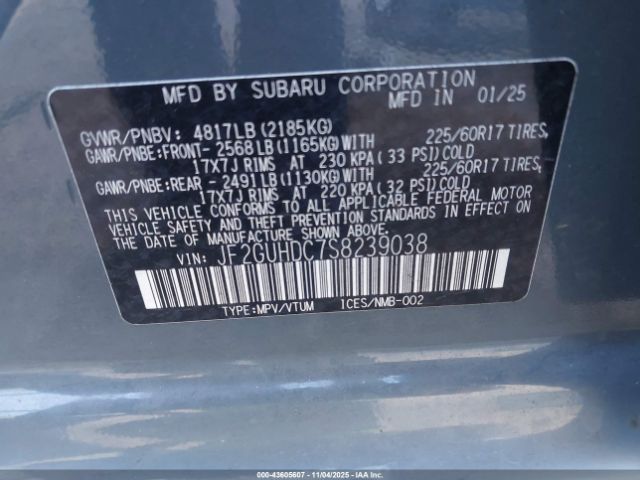 MFD BY SUBARU CORPORATION
MFD IN 01/25
GVWR/PNBV: 4817LB(2185KG)
GAWR/PNBE:FRONT- 2568LB(1165KG)WITH 225/60R17 TIRES,
17X7J RIMS AT 230 KPA(33 PSI)COLD
GAWR/PNBE:REAR - 2491LB(1130KG)WITH 225/60R17 TIRES,
17X7J RIMS AT 220 KPA(32 PSI)COLD
THIS VEHICLE CONFORMS TO ALL APPLICABLE FEDERAL MOTOR
VEHICLE SAFETY AND THEFT PREVENTION STANDARDS IN EFFECT ON
THE DATE OF MANUFACTURE SHOWN ABOVE.
VIN: JF2GUHDC7S8239038
TYPE:MPV/VTUM ICES/NMB-002
000-43605607 - 11/04/2025 - IAAI.COM